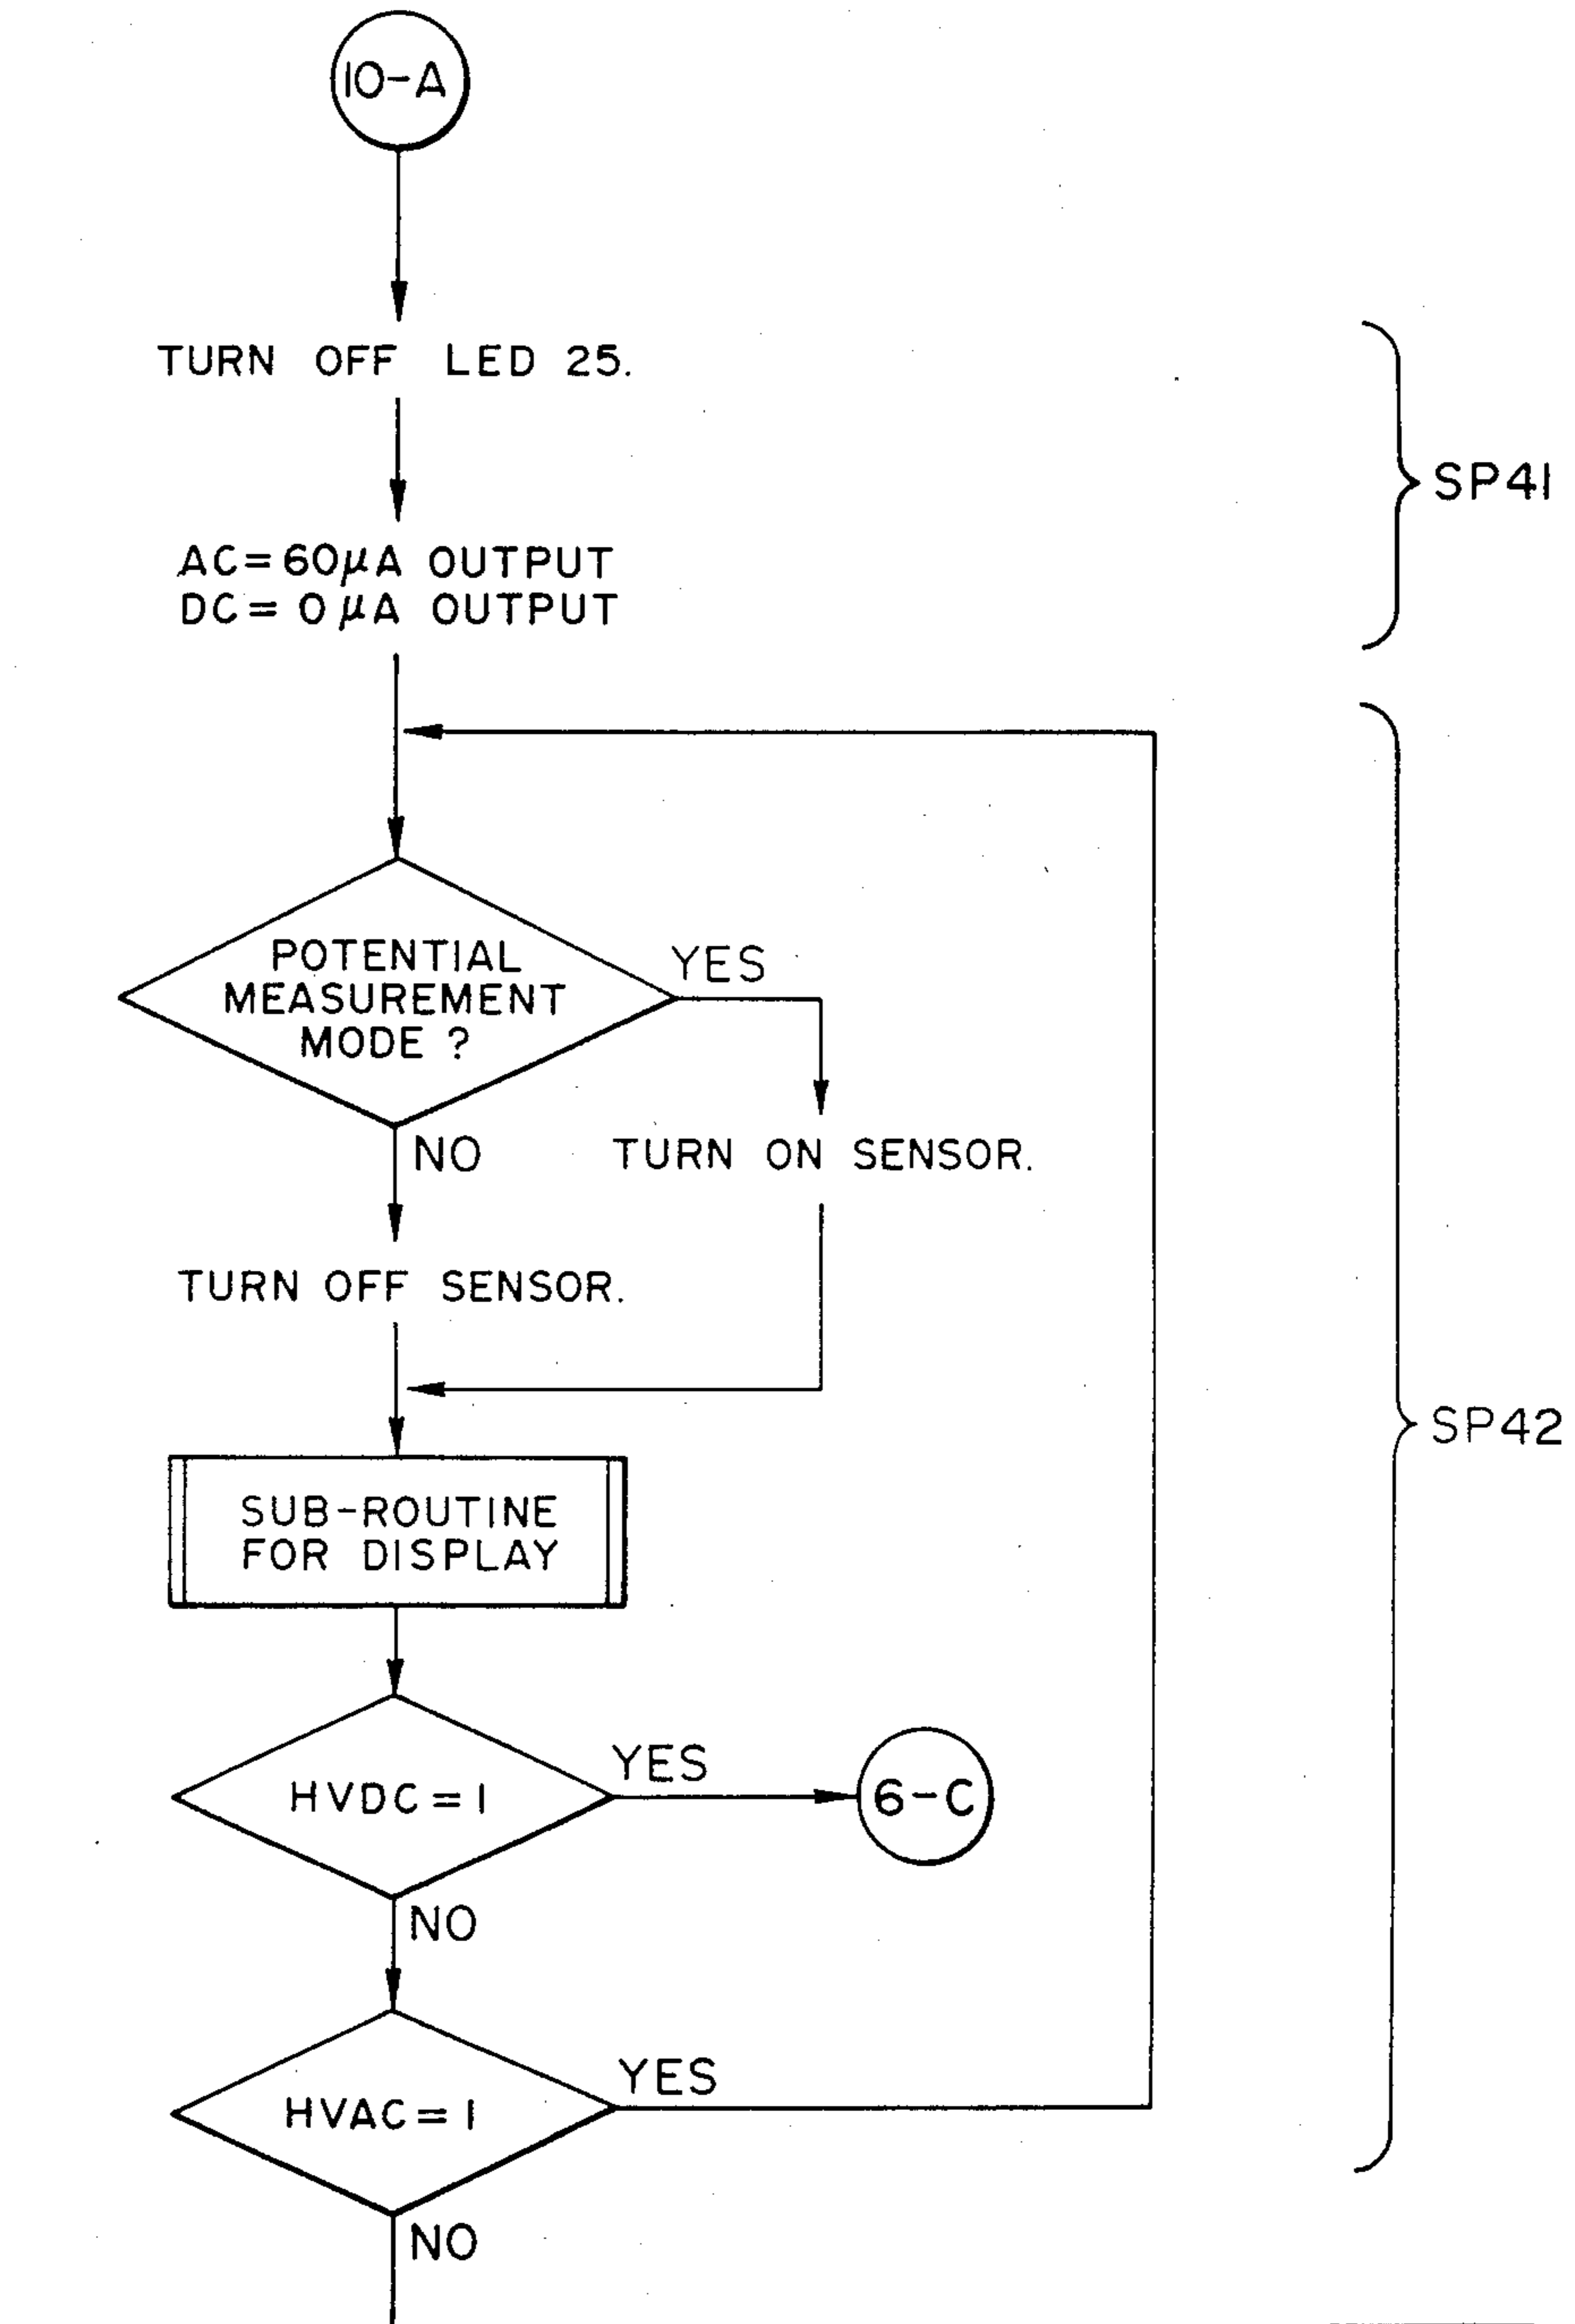 10-A
TURN OFF LED 25.
SP41
AC=60μA OUTPUT
DC=0μA OUTPUT
POTENTIAL
MEASUREMENT
MODE ?
YES
NO
TURN ON SENSOR.
TURN OFF SENSOR.
SP42
SUB-ROUTINE
FOR DISPLAY
HVDC=1
YES
6-C
NO
HVAC=1
YES
NO